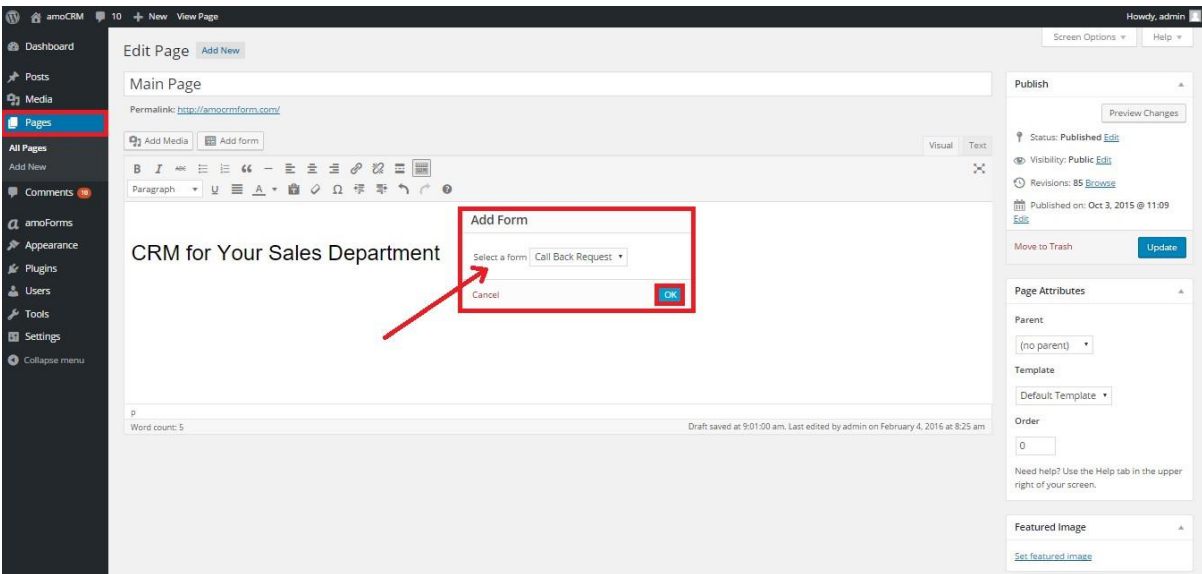 amoCRM 10 New View Page Howdy, admin
Screen Options Help
Dashboard
Posts
Media
Pages
All Pages
Add New
Comments 10
amoForms
Appearance
Plugins
Users
Tools
Settings
Collapse menu
Edit Page Add New
Main Page
Permalink: http://amocrmform.com/
Add Media Add form
Visual Text
B I ABC
Paragraph U A Ω
CRM for Your Sales Department
Add Form
Select a form Call Back Request
Cancel OK
p
Word count: 5 Draft saved at 9:01:00 am. Last edited by admin on February 4, 2016 at 8:25 am
Publish
Preview Changes
Status: Published Edit
Visibility: Public Edit
Revisions: 85 Browse
Published on: Oct 3, 2015 @ 11:09
Edit
Move to Trash Update
Page Attributes
Parent
(no parent)
Template
Default Template
Order
0
Need help? Use the Help tab in the upper
right of your screen.
Featured Image
Set featured image